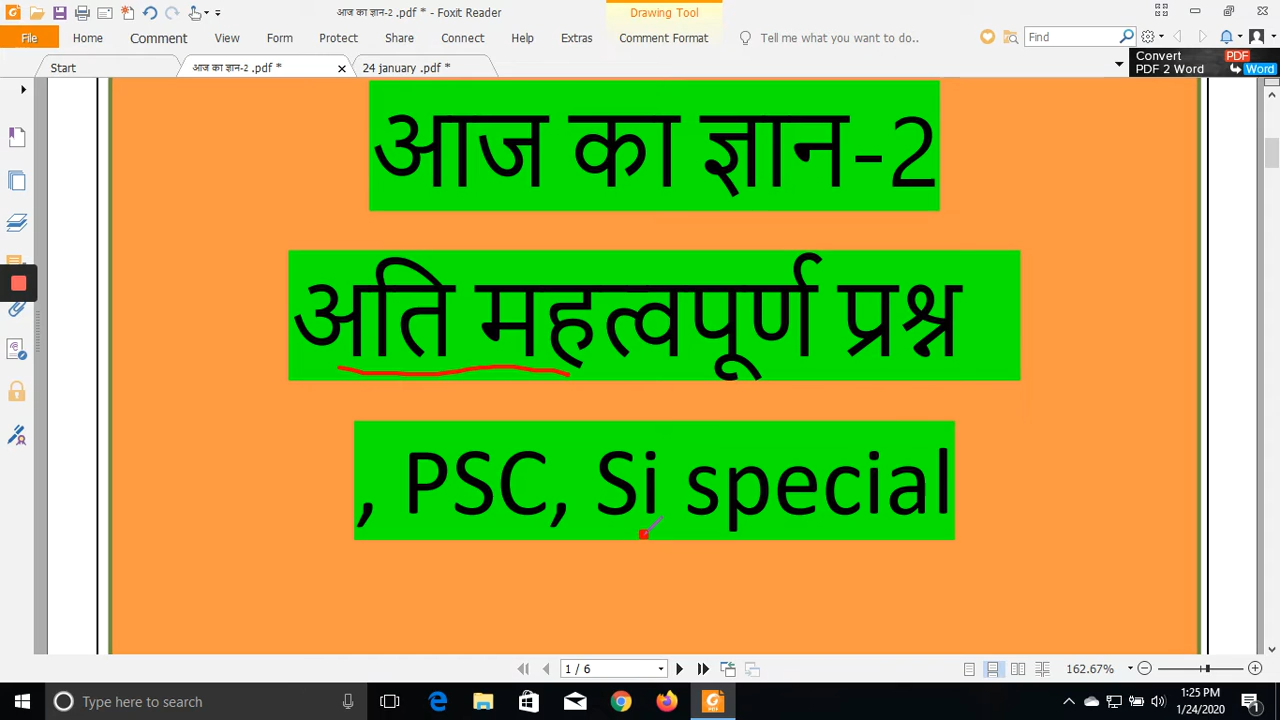 आज का ज्ञान-2 .pdf * - Foxit Reader
Drawing Tool
File Home Comment View Form Protect Share Connect Help Extras Comment Format Tell me what you want to do.. Find
Start आज का ज्ञान-2 .pdf * 24 january .pdf *
Convert PDF
PDF 2 Word Word
आज का ज्ञान-2
अति महत्वपूर्ण प्रश्न
, PSC, Si special
1 / 6 162.67%
Type here to search
1:25 PM
1/24/2020